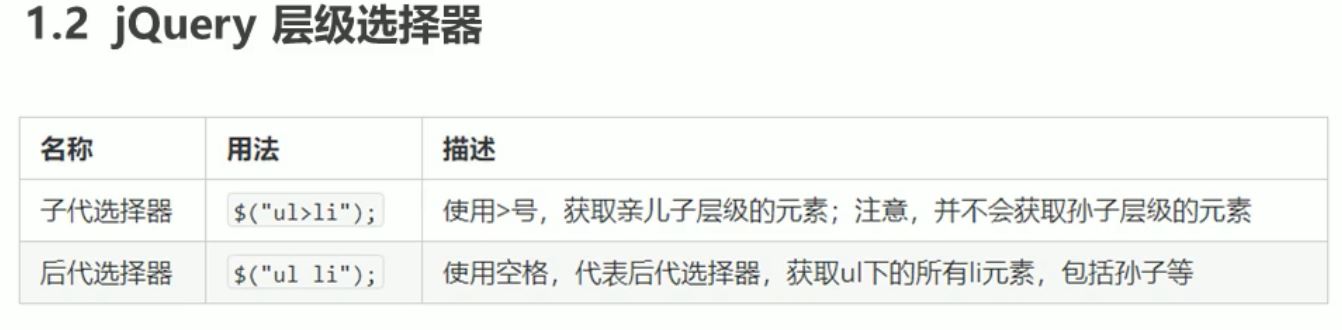 1.2 jQuery 层级选择器
名称 用法 描述
子代选择器 $("ul>li"); 使用>号，获取亲儿子层级的元素；注意，并不会获取孙子层级的元素
后代选择器 $("ul li"); 使用空格，代表后代选择器，获取ul下的所有li元素，包括孙子等